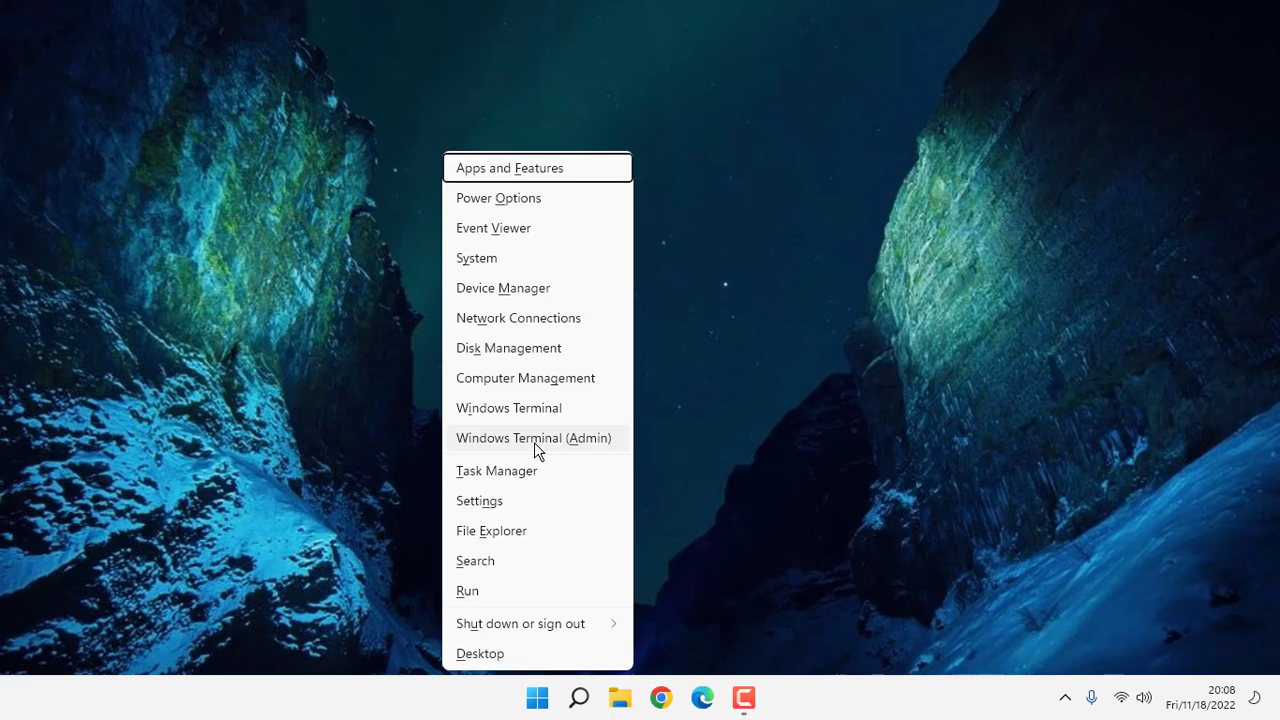 Apps and Features
Power Options
Event Viewer
System
Device Manager
Network Connections
Disk Management
Computer Management
Windows Terminal
Windows Terminal (Admin)
Task Manager
Settings
File Explorer
Search
Run
Shut down or sign out
Desktop
20:08
Fri/11/18/2022